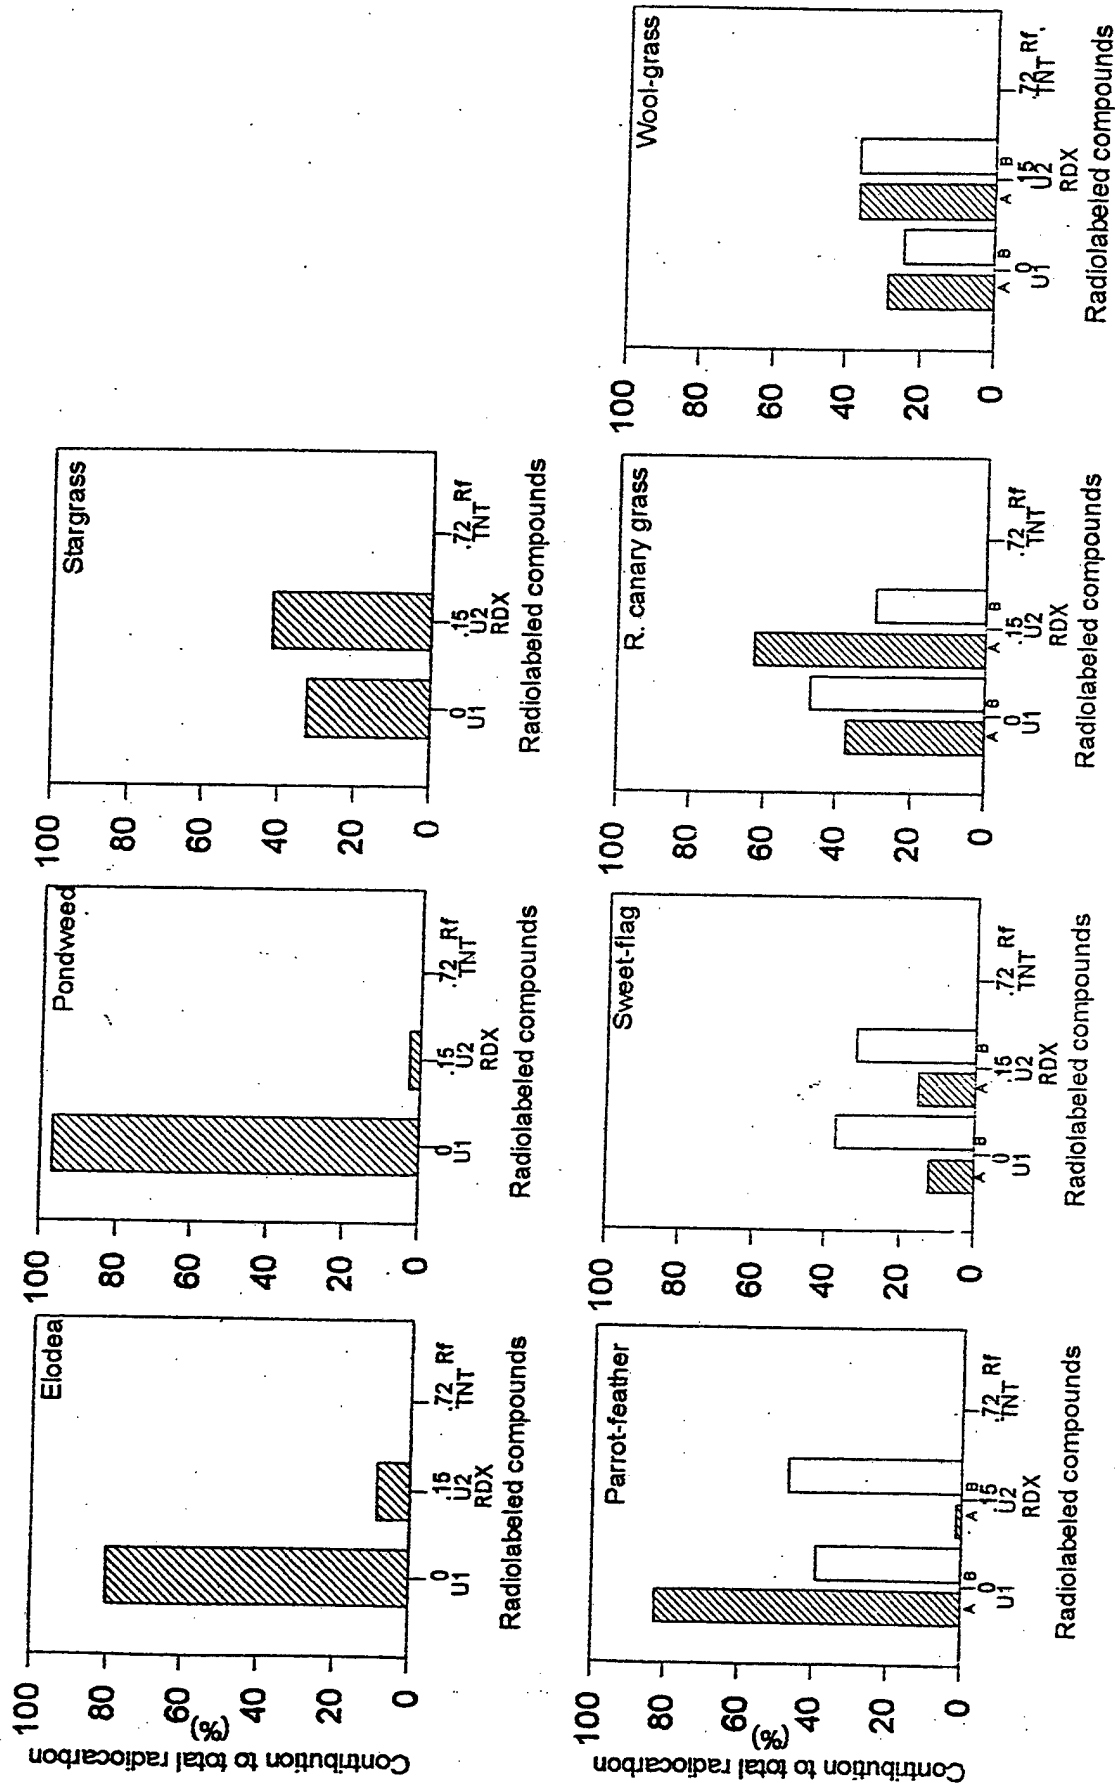 Contribution to total radiocarbon
(%)
Elodea
100
80
60
40
20
0
0 .15 .72 Rf
U1 U2 TNT
RDX
Radiolabeled compounds
Pondweed
100
80
60
40
20
0
0 .15 .72 Rf
U1 U2 TNT
RDX
Radiolabeled compounds
Stargrass
100
80
60
40
20
0
0 .15 .72 Rf
U1 U2 TNT
RDX
Radiolabeled compounds
Contribution to total radiocarbon
(%)
Parrot-feather
100
80
60
40
20
0
A B A B
0 .15 .72 Rf
U1 U2 TNT
RDX
Radiolabeled compounds
Sweet-flag
100
80
60
40
20
0
A B A B
0 .15 .72 Rf
U1 U2 TNT
RDX
Radiolabeled compounds
R. canary grass
100
80
60
40
20
0
A B A B
0 .15 .72 Rf
U1 U2 TNT
RDX
Radiolabeled compounds
Wool-grass
100
80
60
40
20
0
A B A B
0 15 .72 Rf
U1 U2 TNT
RDX
Radiolabeled compounds